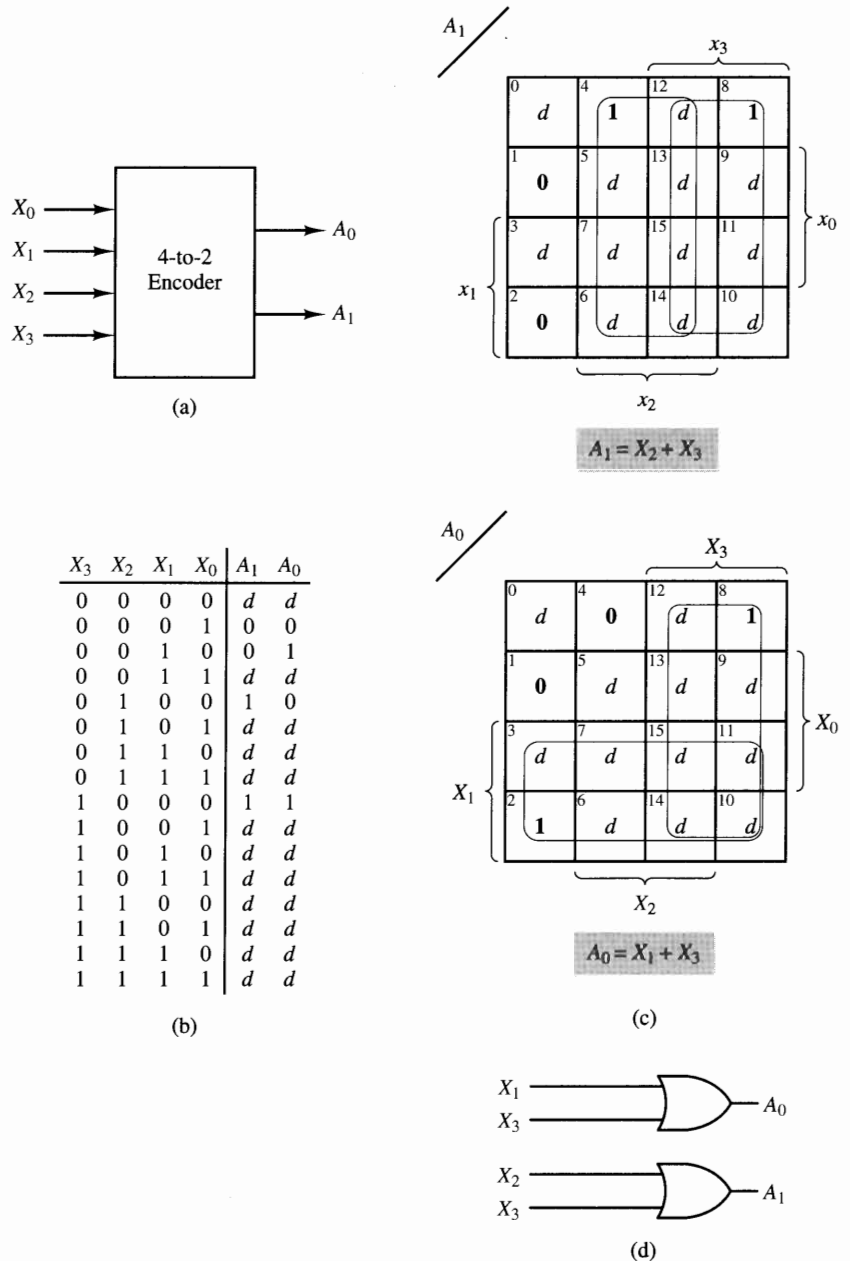 X₀
X₁
X₂
X₃
4-to-2
Encoder
A₀
A₁
(a)
A₁
x₃
0 d 4 1 12 d 8 1
1 0 5 d 13 d 9 d
3 d 7 d 15 d 11 d
2 0 6 d 14 d 10 d
x₀
x₁
x₂
A₁ = X₂ + X₃
X₃ X₂ X₁ X₀ A₁ A₀
0 0 0 0 d d
0 0 0 1 0 0
0 0 1 0 0 1
0 0 1 1 d d
0 1 0 0 1 0
0 1 0 1 d d
0 1 1 0 d d
0 1 1 1 d d
1 0 0 0 1 1
1 0 0 1 d d
1 0 1 0 d d
1 0 1 1 d d
1 1 0 0 d d
1 1 0 1 d d
1 1 1 0 d d
1 1 1 1 d d
(b)
A₀
X₃
0 d 4 0 12 d 8 1
1 0 5 d 13 d 9 d
3 d 7 d 15 d 11 d
2 1 6 d 14 d 10 d
X₀
X₁
X₂
A₀ = X₁ + X₃
(c)
X₁
X₃
A₀
X₂
X₃
A₁
(d)